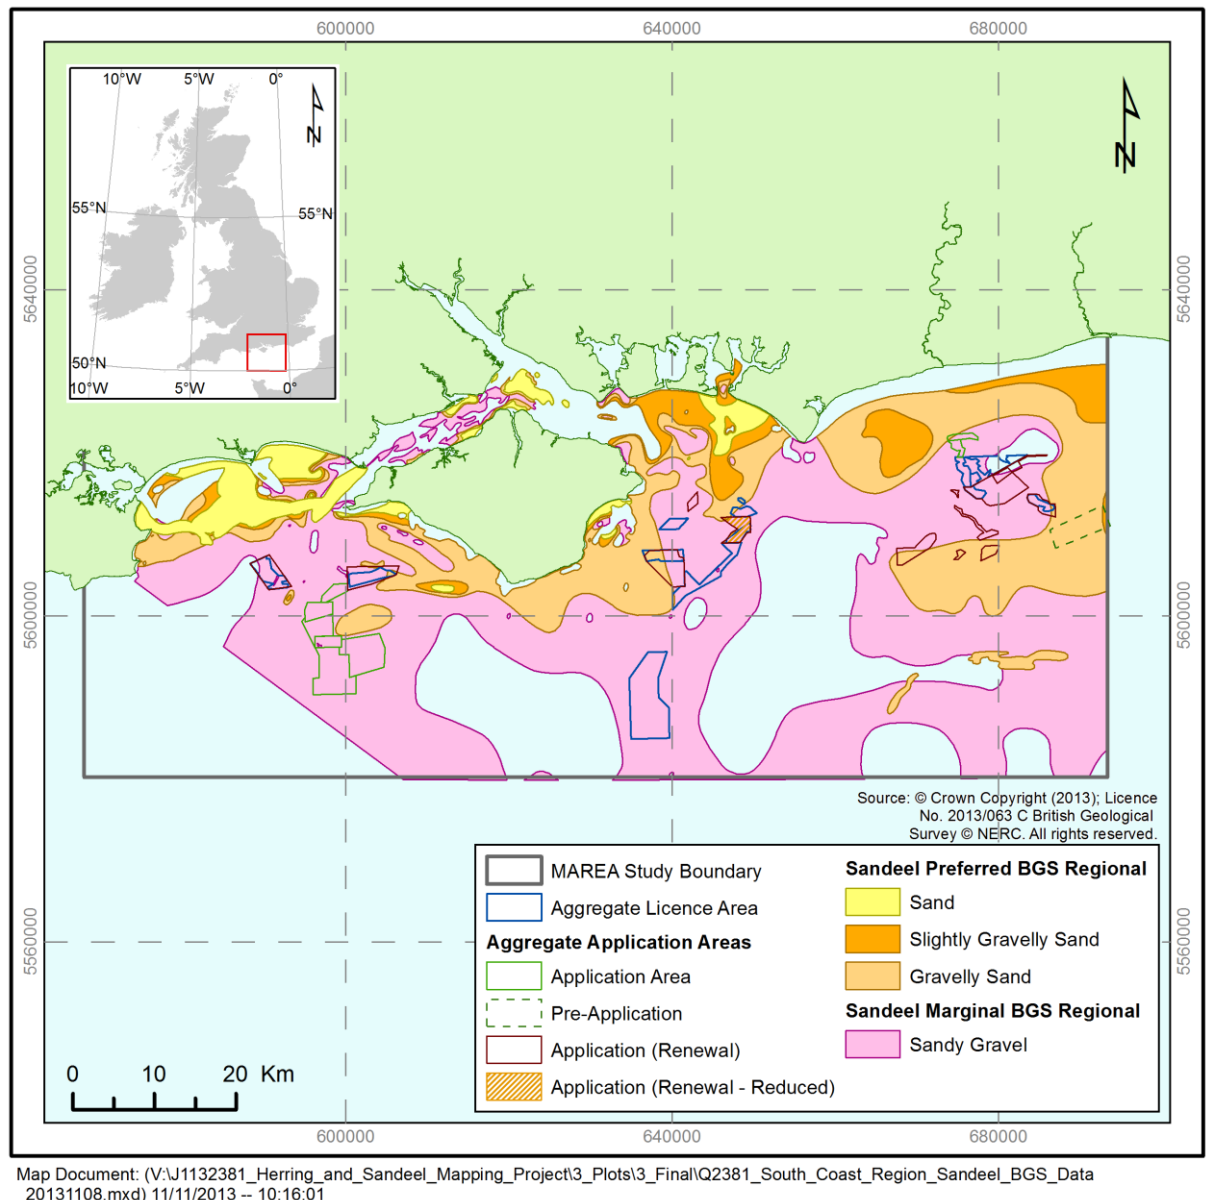 600000
640000
680000
10°W
5°W
0°
N
N
55°N
55°N
5640000
5640000
50°N
10°W
5°W
0°
5600000
5600000
Source: © Crown Copyright (2013); Licence
No. 2013/063 C British Geological
Survey © NERC. All rights reserved.
MAREA Study Boundary
Aggregate Licence Area
Aggregate Application Areas
Application Area
Pre-Application
Application (Renewal)
Application (Renewal - Reduced)
Sandeel Preferred BGS Regional
Sand
Slightly Gravelly Sand
Gravelly Sand
Sandeel Marginal BGS Regional
Sandy Gravel
5560000
5560000
0 10 20 Km
600000
640000
680000
Map Document: (V:\J1132381_Herring_and_Sandeel_Mapping_Project\3_Plots\3_Final\Q2381_South_Coast_Region_Sandeel_BGS_Data
_20131108.mxd) 11/11/2013 -- 10:16:01